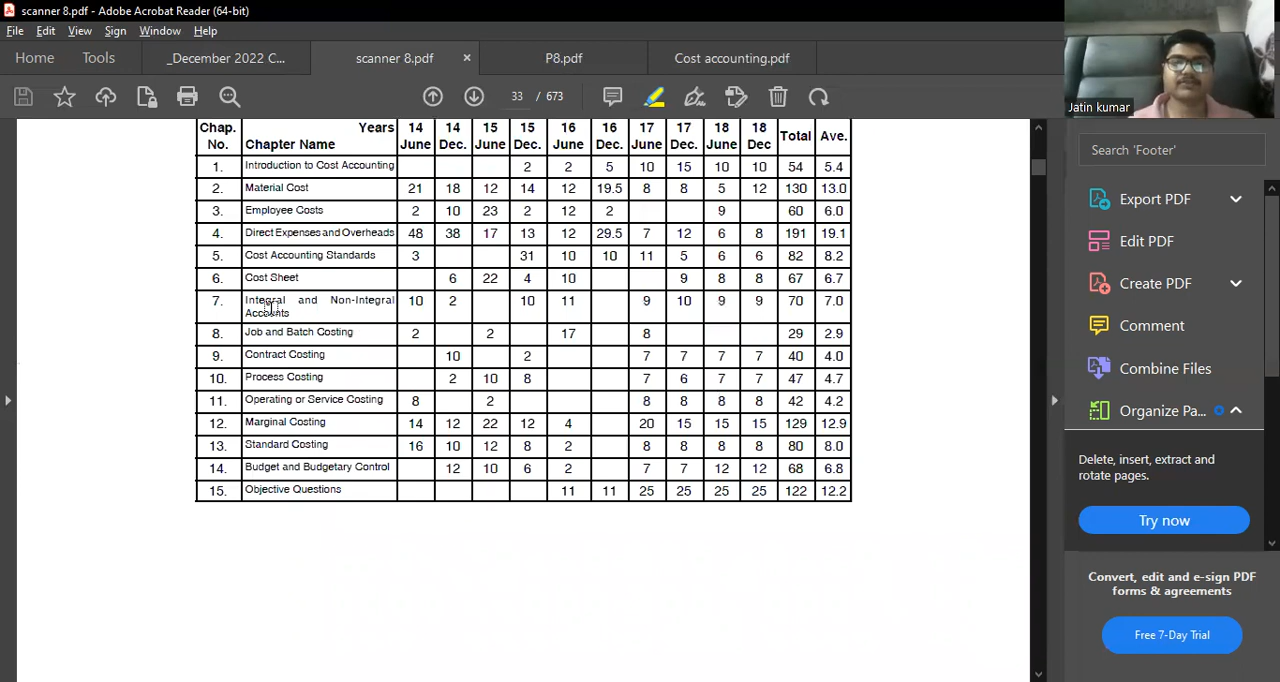 scanner 8.pdf - Adobe Acrobat Reader (64-bit)
File Edit View Sign Window Help
Home Tools _December 2022 C... scanner 8.pdf × P8.pdf Cost accounting.pdf
33 / 673
Jatin kumar
Chap. No. Years Chapter Name 14 June 14 Dec. 15 June 15 Dec. 16 June 16 Dec. 17 June 17 Dec. 18 June 18 Dec Total Ave.
1. Introduction to Cost Accounting 2 2 5 10 15 10 10 54 5.4
2. Material Cost 21 18 12 14 12 19.5 8 8 5 12 130 13.0
3. Employee Costs 2 10 23 2 12 2 9 60 6.0
4. Direct Expenses and Overheads 48 38 17 13 12 29.5 7 12 6 8 191 19.1
5. Cost Accounting Standards 3 31 10 10 11 5 6 6 82 8.2
6. Cost Sheet 6 22 4 10 9 8 8 67 6.7
7. Integral and Non-Integral Accounts 10 2 10 11 9 10 9 9 70 7.0
8. Job and Batch Costing 2 2 17 8 29 2.9
9. Contract Costing 10 2 7 7 7 7 40 4.0
10. Process Costing 2 10 8 7 6 7 7 47 4.7
11. Operating or Service Costing 8 2 8 8 8 8 42 4.2
12. Marginal Costing 14 12 22 12 4 20 15 15 15 129 12.9
13. Standard Costing 16 10 12 8 2 8 8 8 8 80 8.0
14. Budget and Budgetary Control 12 10 6 2 7 7 12 12 68 6.8
15. Objective Questions 11 11 25 25 25 25 122 12.2
Search 'Footer'
Export PDF
Edit PDF
Create PDF
Comment
Combine Files
Organize Pa...
Delete, insert, extract and
rotate pages.
Try now
Convert, edit and e-sign PDF
forms & agreements
Free 7-Day Trial